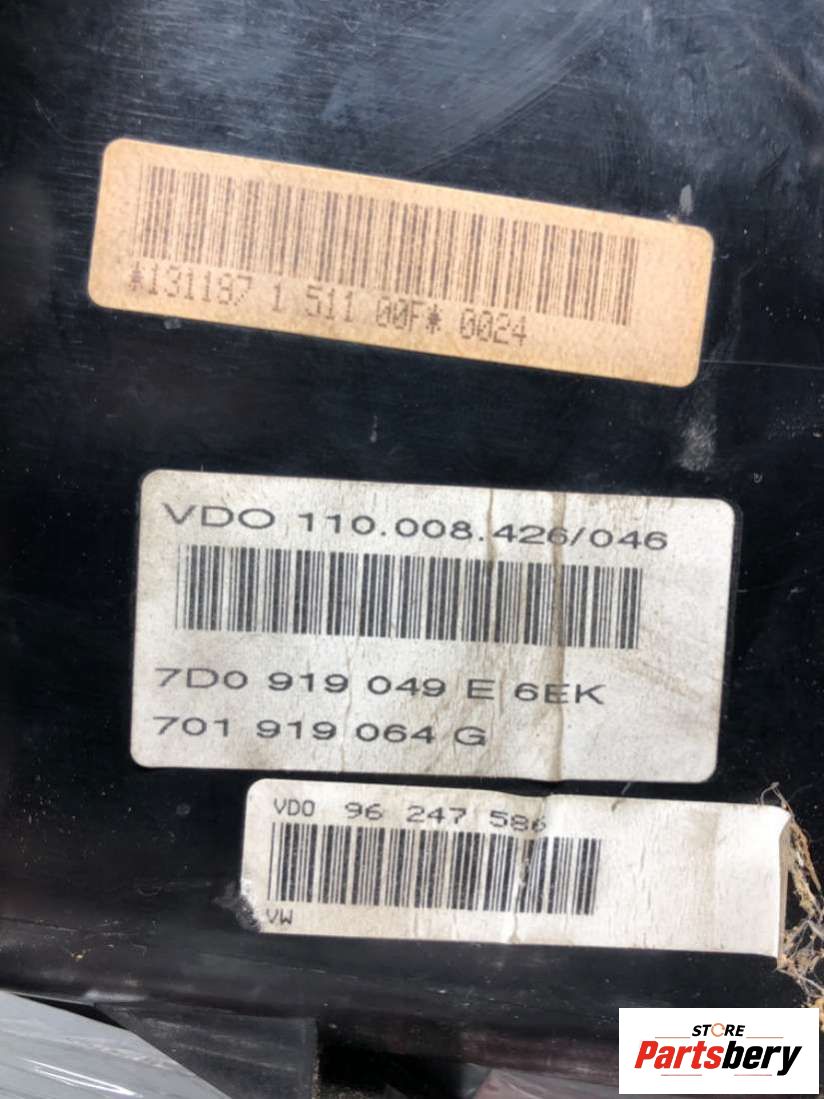 *131187 1 511 00F* 0024
VDO 110.008.426/046
7D0 919 049 E 6EK
701 919 064 G
VDO 96 247 586
VW
STORE
Partsbery